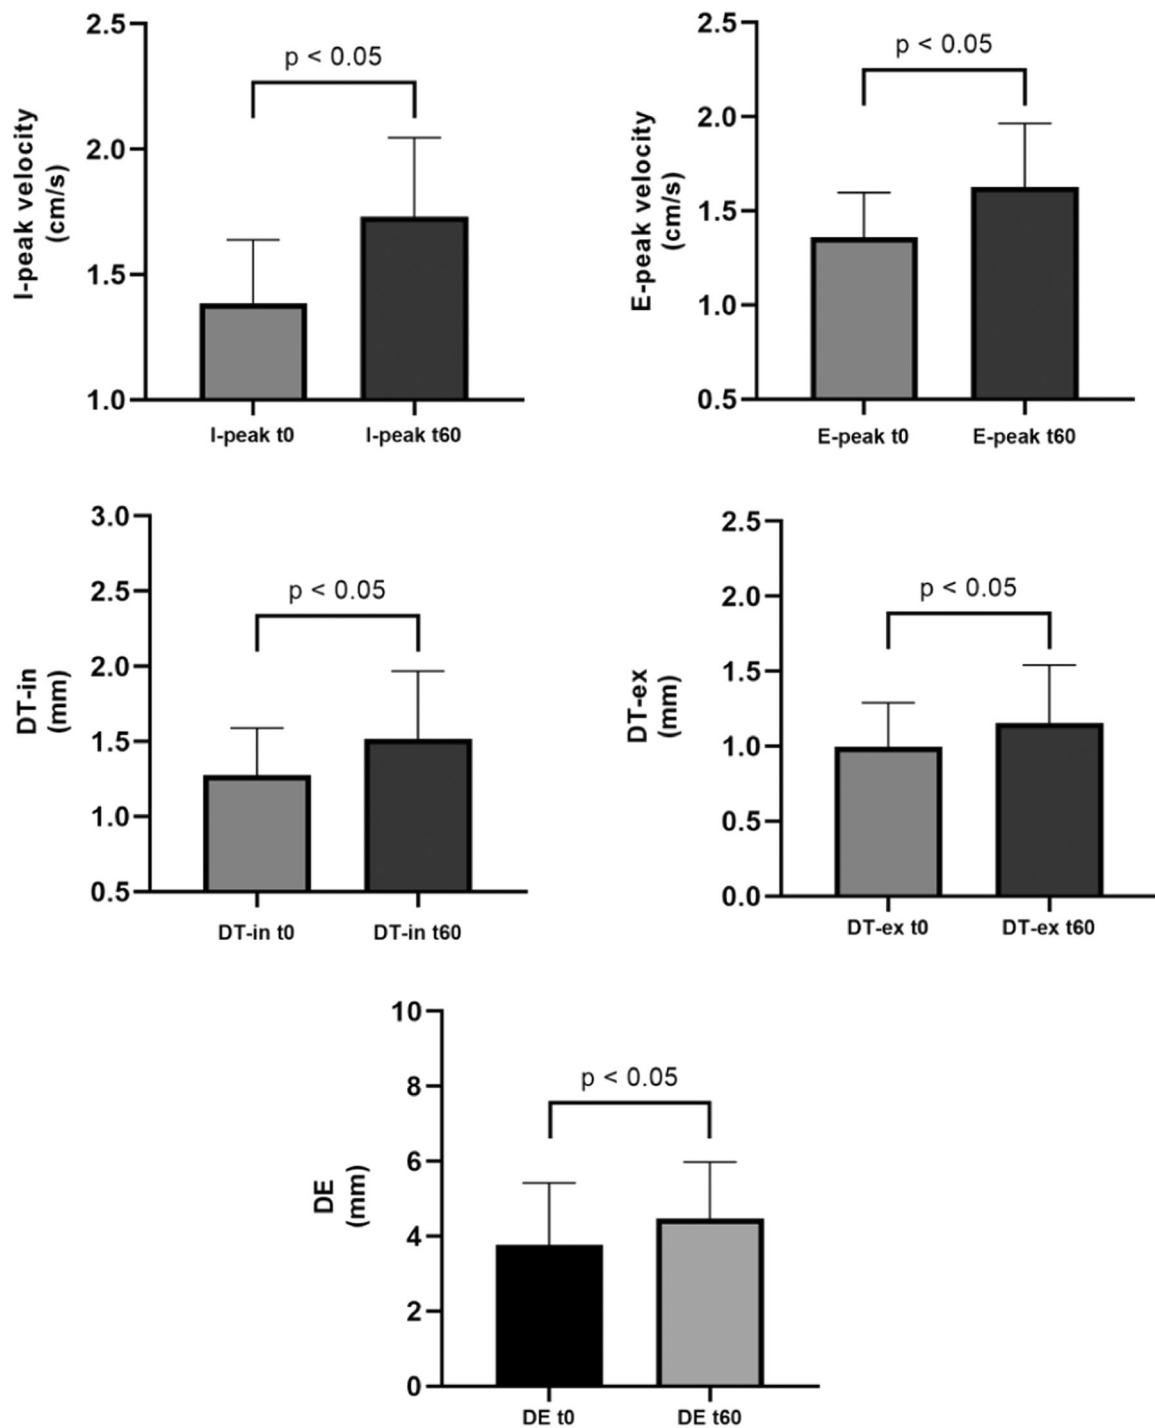 I-peak velocity
(cm/s)
2.5
2.0
1.5
1.0
p < 0.05
I-peak t0
I-peak t60
E-peak velocity
(cm/s)
2.5
2.0
1.5
1.0
0.5
p < 0.05
E-peak t0
E-peak t60
DT-in
(mm)
3.0
2.5
2.0
1.5
1.0
0.5
p < 0.05
DT-in t0
DT-in t60
DT-ex
(mm)
2.5
2.0
1.5
1.0
0.5
0.0
p < 0.05
DT-ex t0
DT-ex t60
DE
(mm)
10
8
6
4
2
0
p < 0.05
DE t0
DE t60